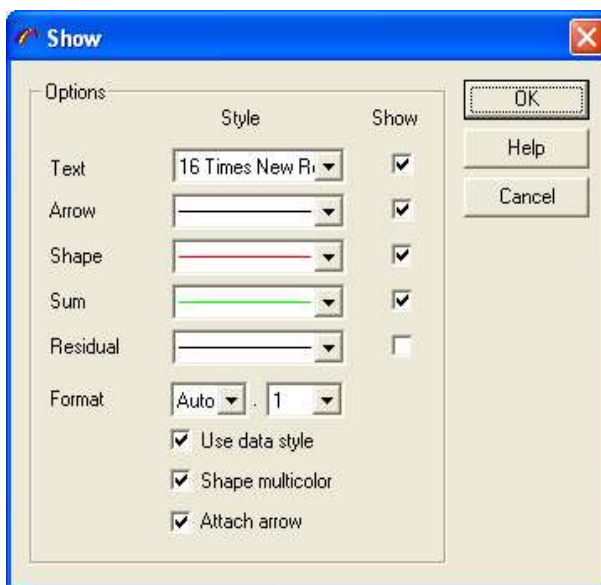 Show
Options
Style Show
OK
Text 16 Times New R
Help
Arrow
Cancel
Shape
Sum
Residual
Format Auto . 1
Use data style
Shape multicolor
Attach arrow